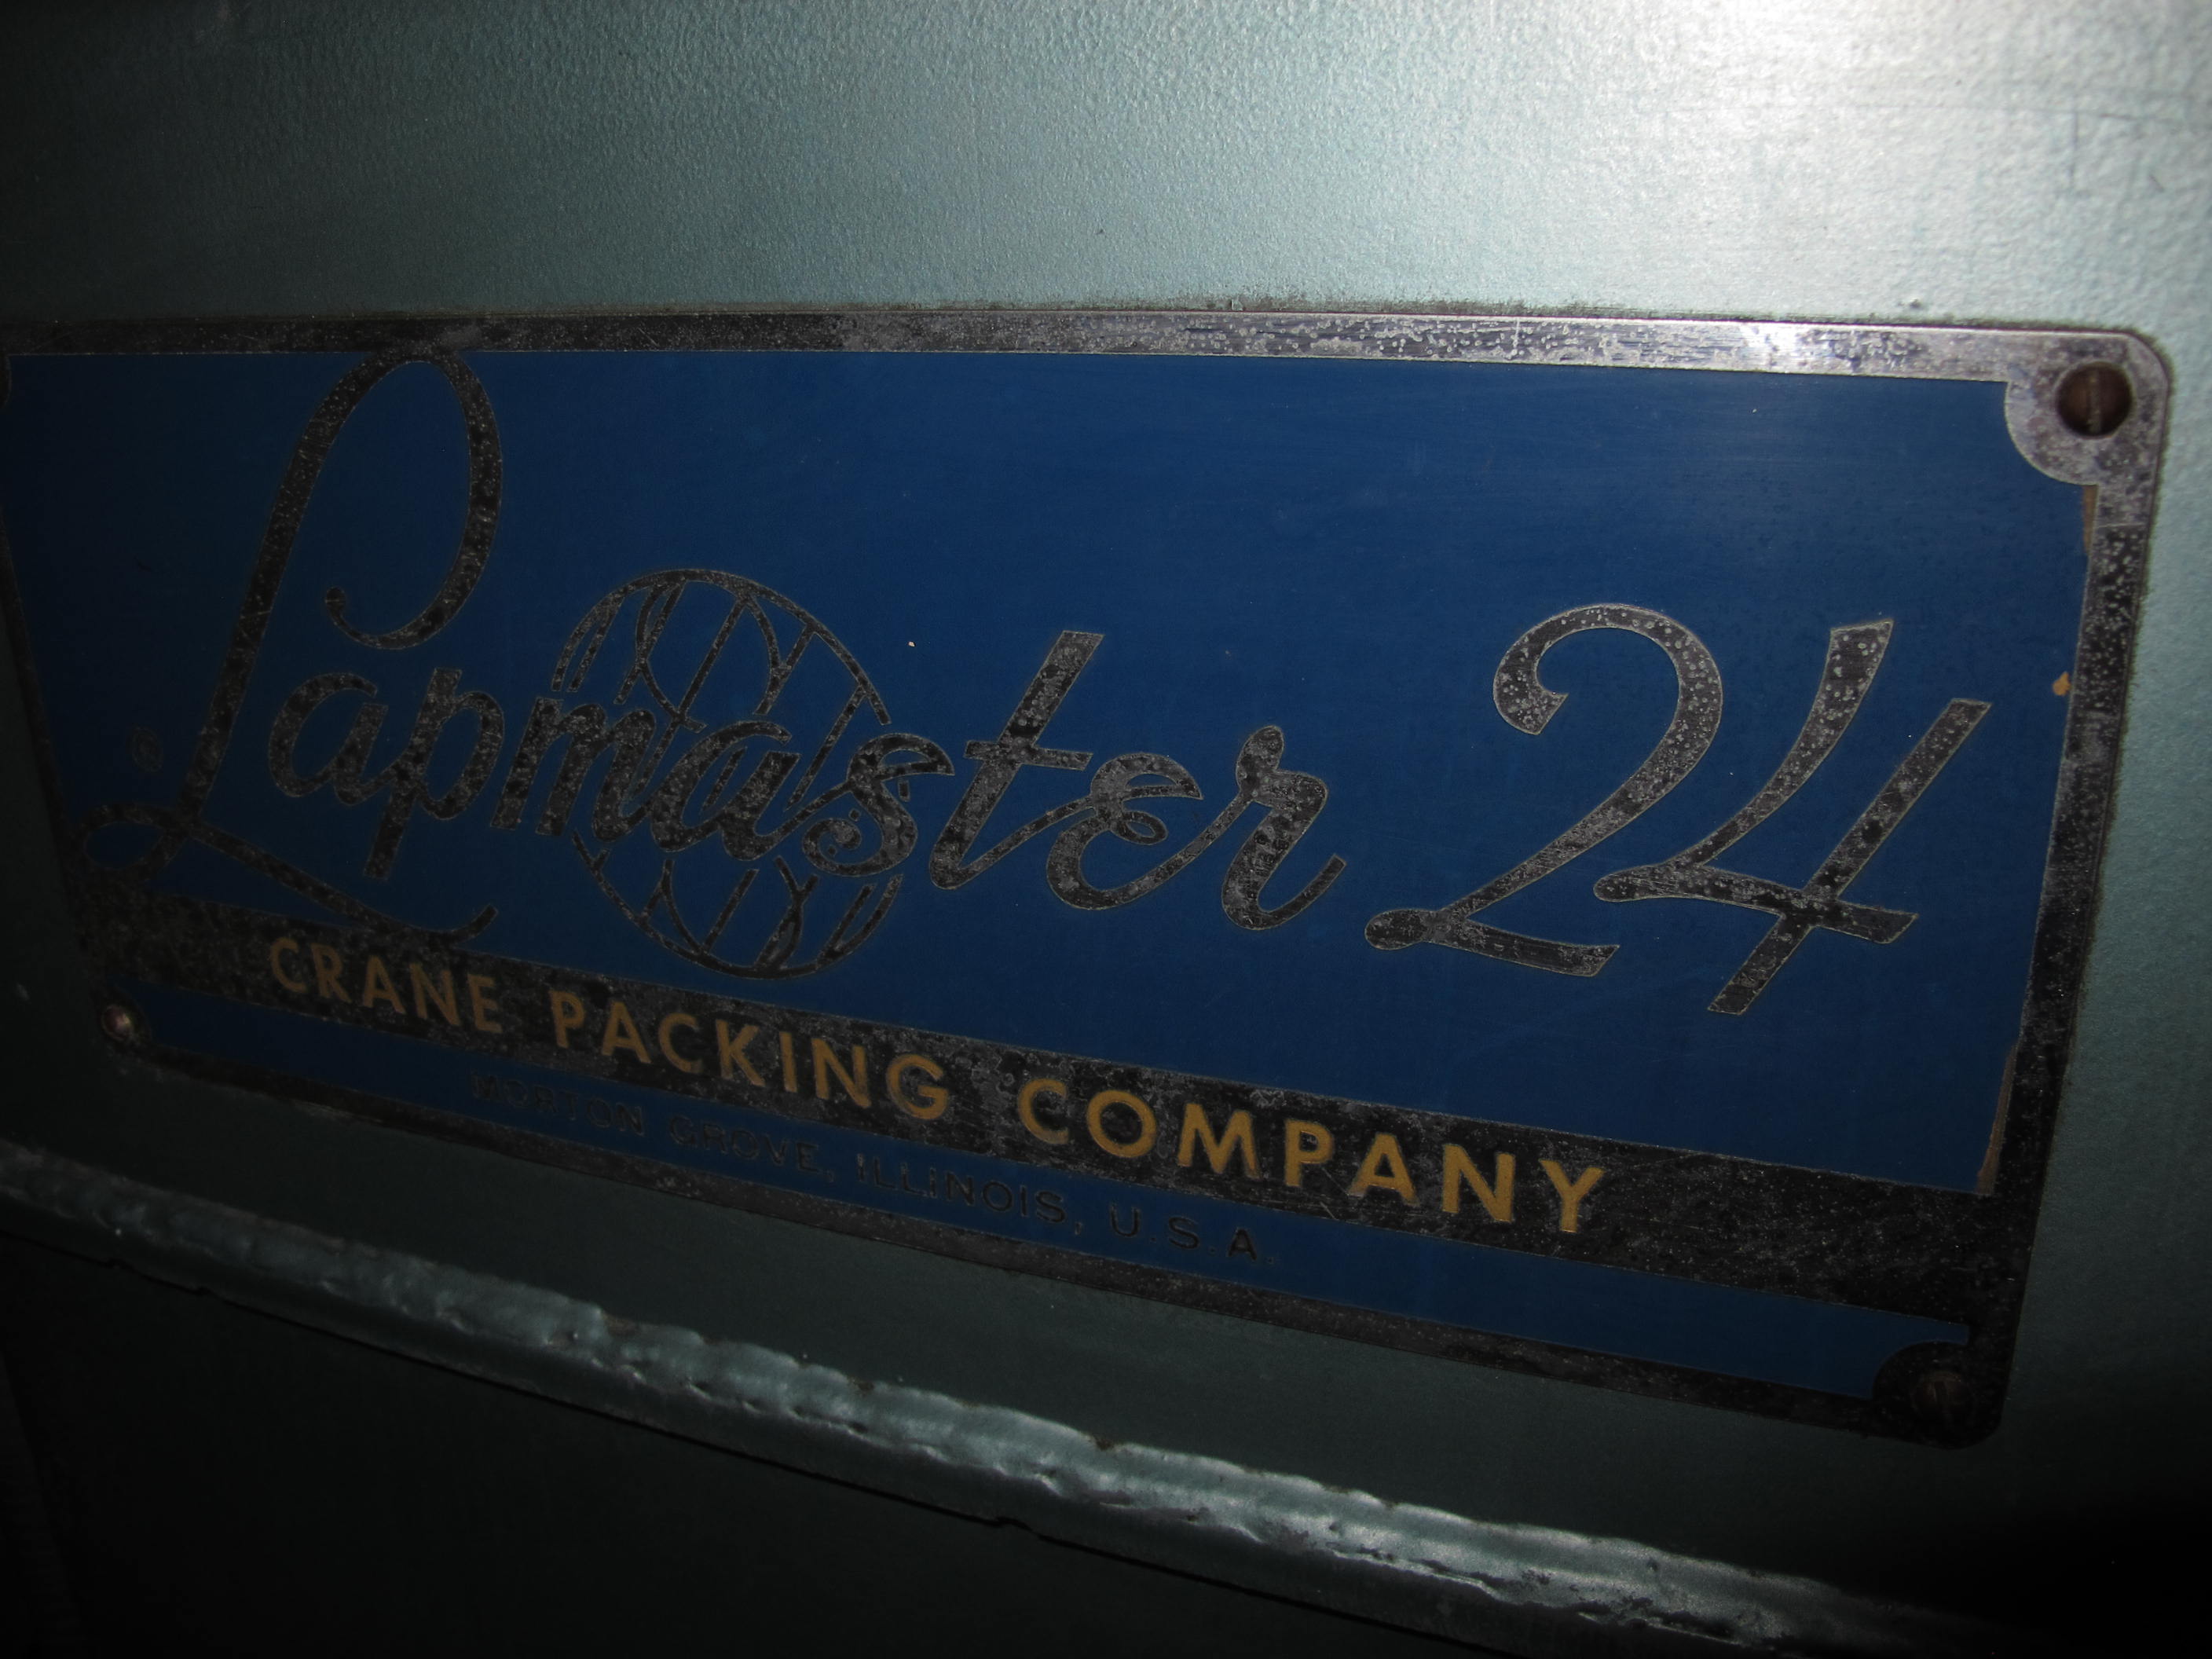 Lapmaster 24
CRANE PACKING COMPANY
MORTON GROVE, ILLINOIS, U.S.A.